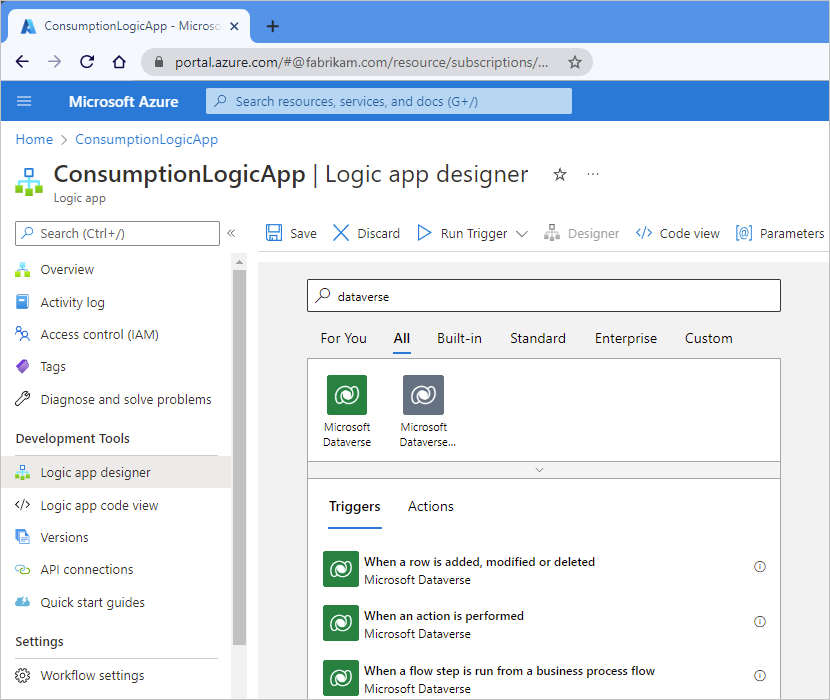 ConsumptionLogicApp - Microso
portal.azure.com/#@fabrikam.com/resource/subscriptions/...
Microsoft Azure
Search resources, services, and docs (G+/)
Home > ConsumptionLogicApp
ConsumptionLogicApp | Logic app designer
Logic app
Search (Ctrl+/)
Save
Discard
Run Trigger
Designer
Code view
Parameters
Overview
Activity log
Access control (IAM)
Tags
Diagnose and solve problems
Development Tools
Logic app designer
Logic app code view
Versions
API connections
Quick start guides
Settings
Workflow settings
dataverse
For You
All
Built-in
Standard
Enterprise
Custom
Microsoft
Dataverse
Microsoft
Dataverse...
Triggers
Actions
When a row is added, modified or deleted
Microsoft Dataverse
When an action is performed
Microsoft Dataverse
When a flow step is run from a business process flow
Microsoft Dataverse